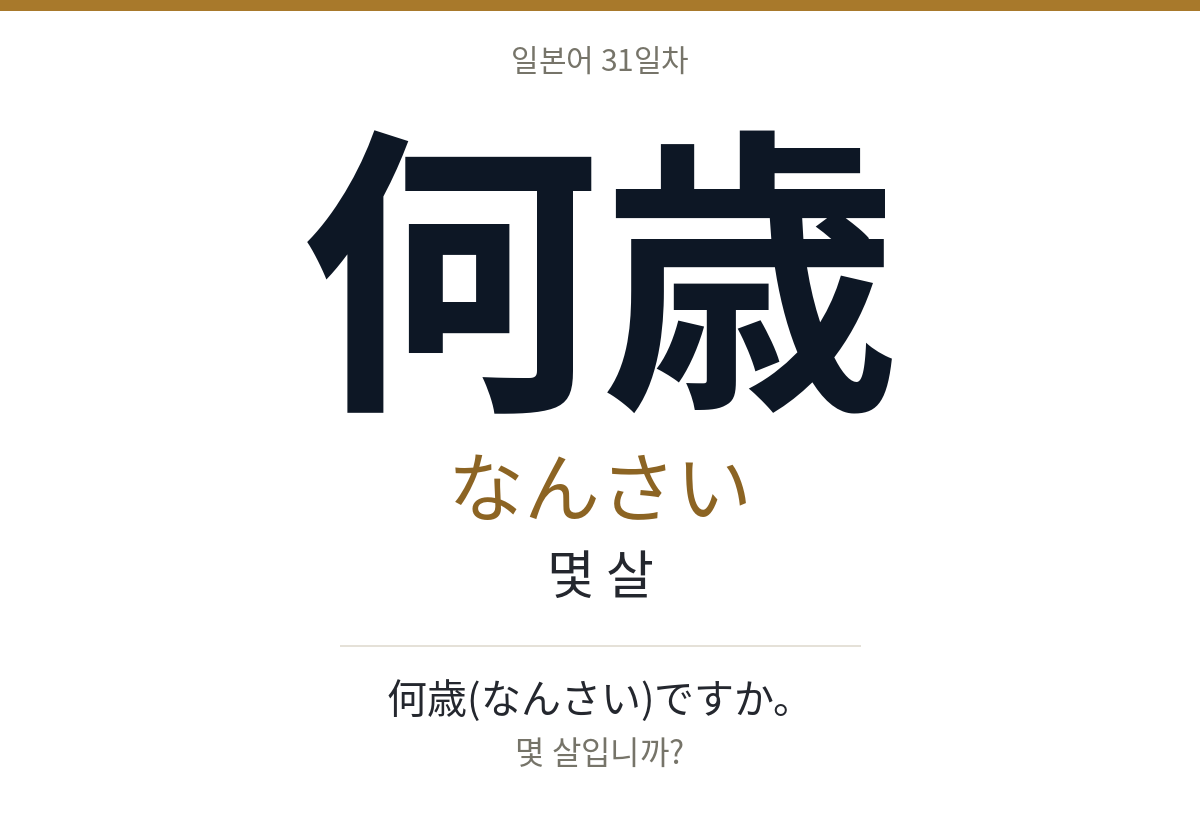 일본어 31일차
何歳
なんさい
몇 살
何歳(なんさい)ですか。
몇 살입니까?